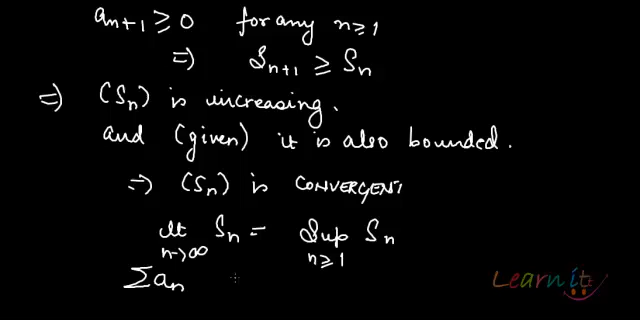 aₙ₊₁ ≥ 0 for any n ≥ 1
⇒ Sₙ₊₁ ≥ Sₙ
⇒ (Sₙ) is increasing.
and (given) it is also bounded.
⇒ (Sₙ) is CONVERGENT
lt Sₙ = Sup Sₙ
n→∞ n ≥ 1
∑aₙ
Learnit